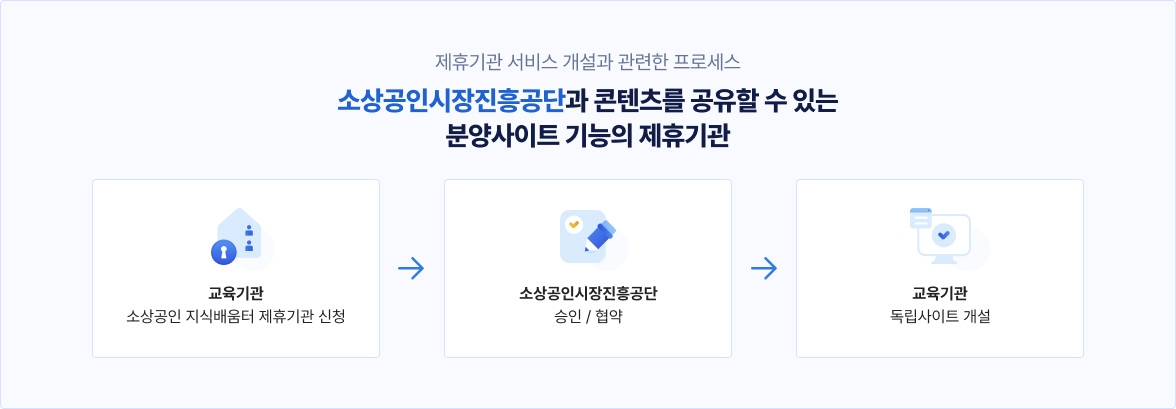 제휴기관 서비스 개설과 관련한 프로세스
소상공인시장진흥공단과 콘텐츠를 공유할 수 있는
분양사이트 기능의 제휴기관
교육기관
소상공인 지식배움터 제휴기관 신청
소상공인시장진흥공단
승인 / 협약
교육기관
독립사이트 개설